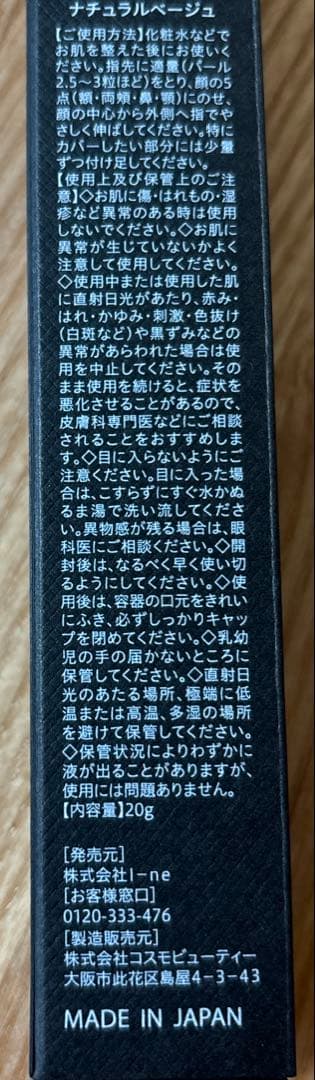 ナチュラルベージュ
【ご使用方法】化粧水などで
お肌を整えた後にお使いく
ださい。指先に適量(パール
2.5〜3粒ほど)をとり、顔の5
点(額・両頬・鼻・顎)にのせ、
顔の中心から外側へ指でや
さしく伸ばしてください。特に
カバーしたい部分には少量
ずつ付け足してください。
【使用上及び保管上のご注
意】◇お肌に傷・はれもの・湿
疹など異常のある時は使用
しないでください。◇お肌に
異常が生じていないかよく
注意して使用してください。
◇使用中または使用した肌
に直射日光があたり、赤み・
はれ・かゆみ・刺激・色抜け
(白斑など)や黒ずみなどの
異常があらわれた場合は使
用を中止してください。その
まま使用を続けると、症状を
悪化させることがあるので、
皮膚科専門医などにご相談
されることをおすすめしま
す。◇目に入らないようにご
注意ください。目に入った場
合は、こすらずにすぐ水かぬ
るま湯で洗い流してくださ
い。異物感が残る場合は、眼
科医にご相談ください。◇開
封後は、なるべく早く使い切
るようにしてください。◇使
用後は、容器の口元をきれい
にふき、必ずしっかりキャッ
プを閉めてください。◇乳幼
児の手の届かないところに
保管してください。◇直射日
光のあたる場所、極端に低
温または高温、多湿の場所
を避けて保管してください。
◇保管状況によりわずかに
液が出ることがありますが、
使用には問題ありません。
【内容量】20g
[発売元]
株式会社I-ne
[お客様窓口]
0120-333-476
[製造販売元]
株式会社コスモビューティー
大阪市此花区島屋4-3-43
MADE IN JAPAN